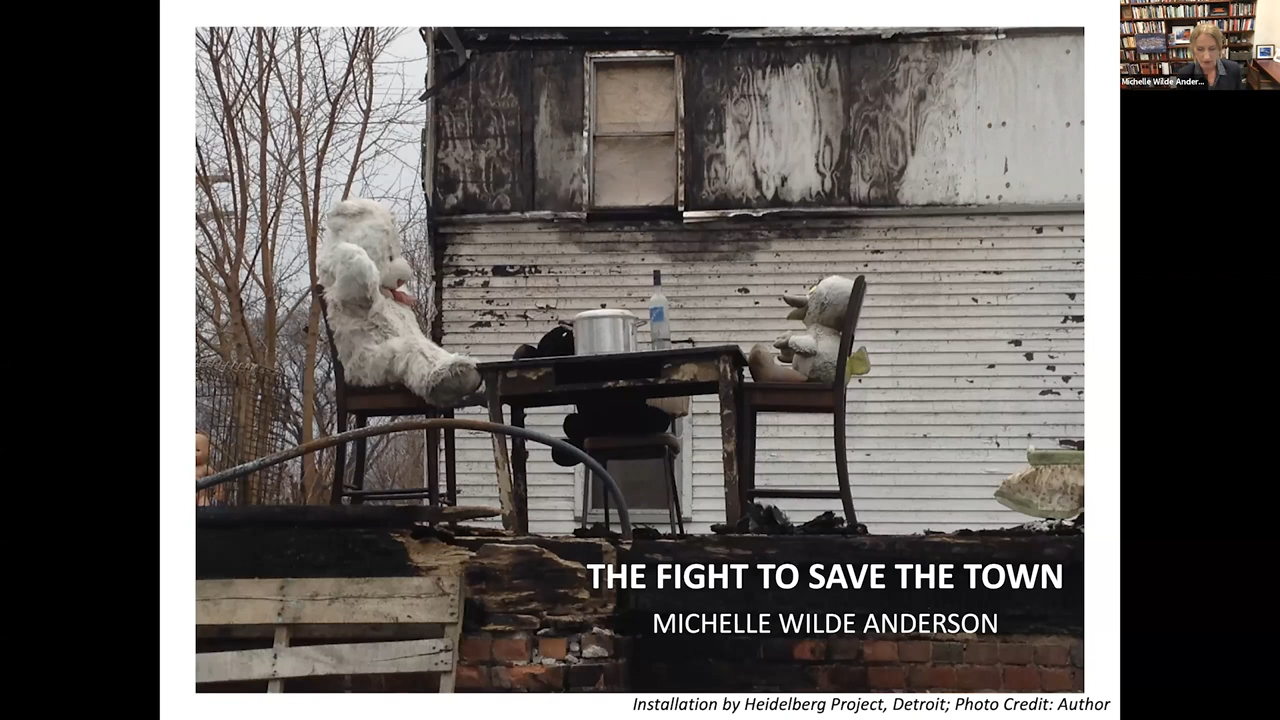 Michelle Wilde Ander...
THE FIGHT TO SAVE THE TOWN
MICHELLE WILDE ANDERSON
Installation by Heidelberg Project, Detroit; Photo Credit: Author